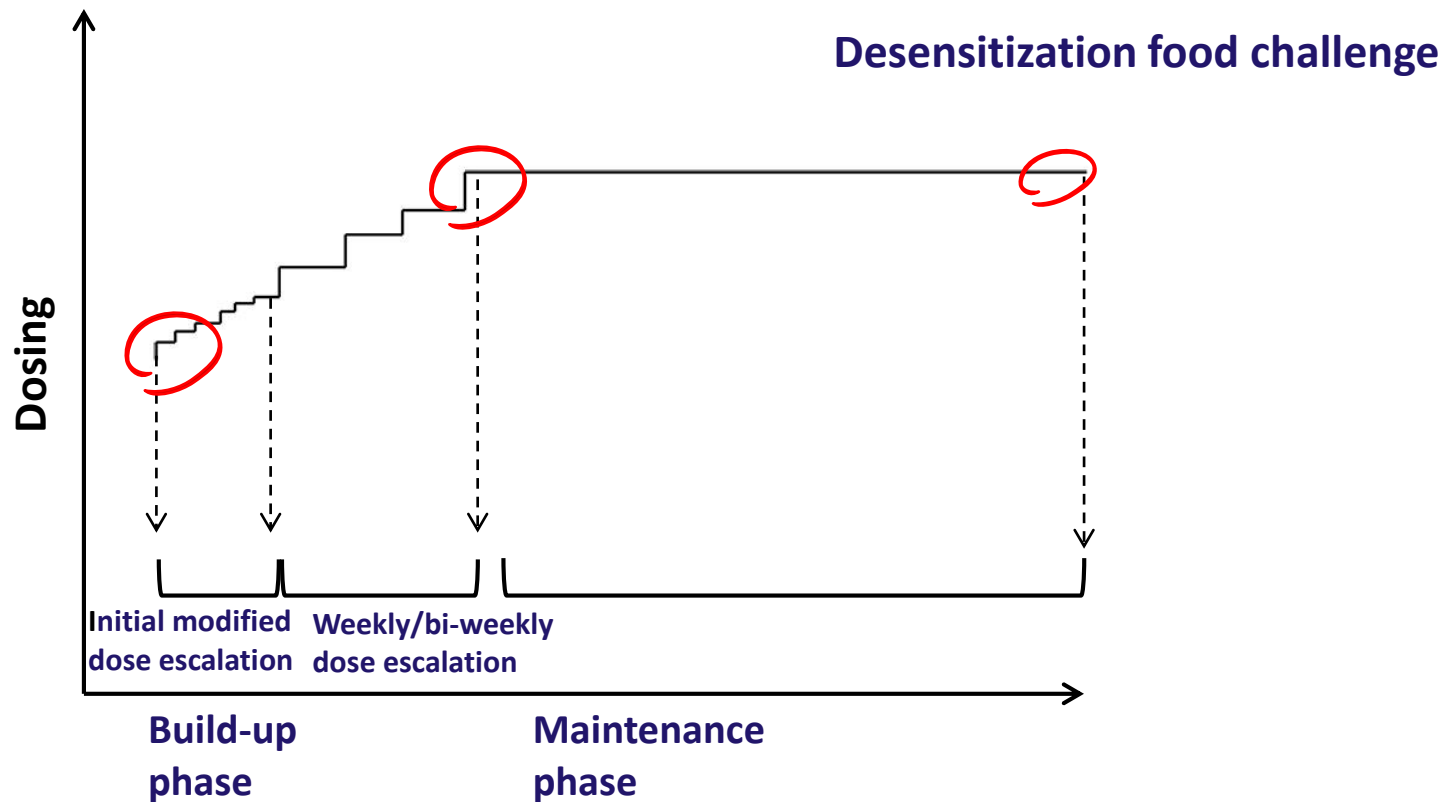 Desensitization food challenge
Dosing
Initial modified
dose escalation
Weekly/bi-weekly
dose escalation
Build-up
phase
Maintenance
phase